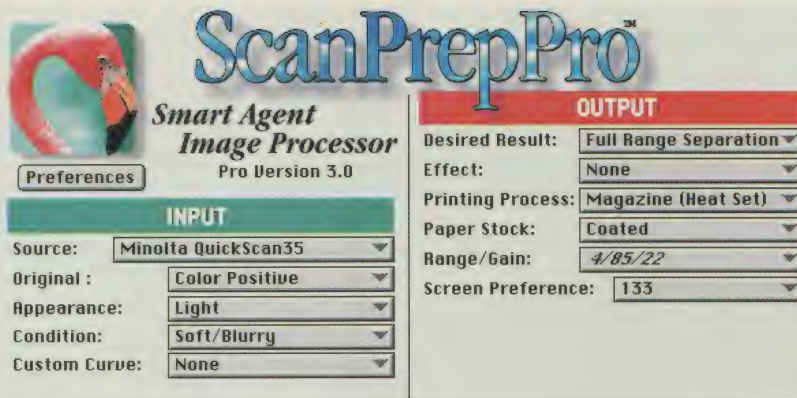 ScanPrepPro™
Smart Agent
Image Processor
Pro Version 3.0
Preferences
INPUT
Source: Minolta QuickScan35
Original : Color Positive
Appearance: Light
Condition: Soft/Blurry
Custom Curve: None
OUTPUT
Desired Result: Full Range Separation
Effect: None
Printing Process: Magazine (Heat Set)
Paper Stock: Coated
Range/Gain: 4/85/22
Screen Preference: 133